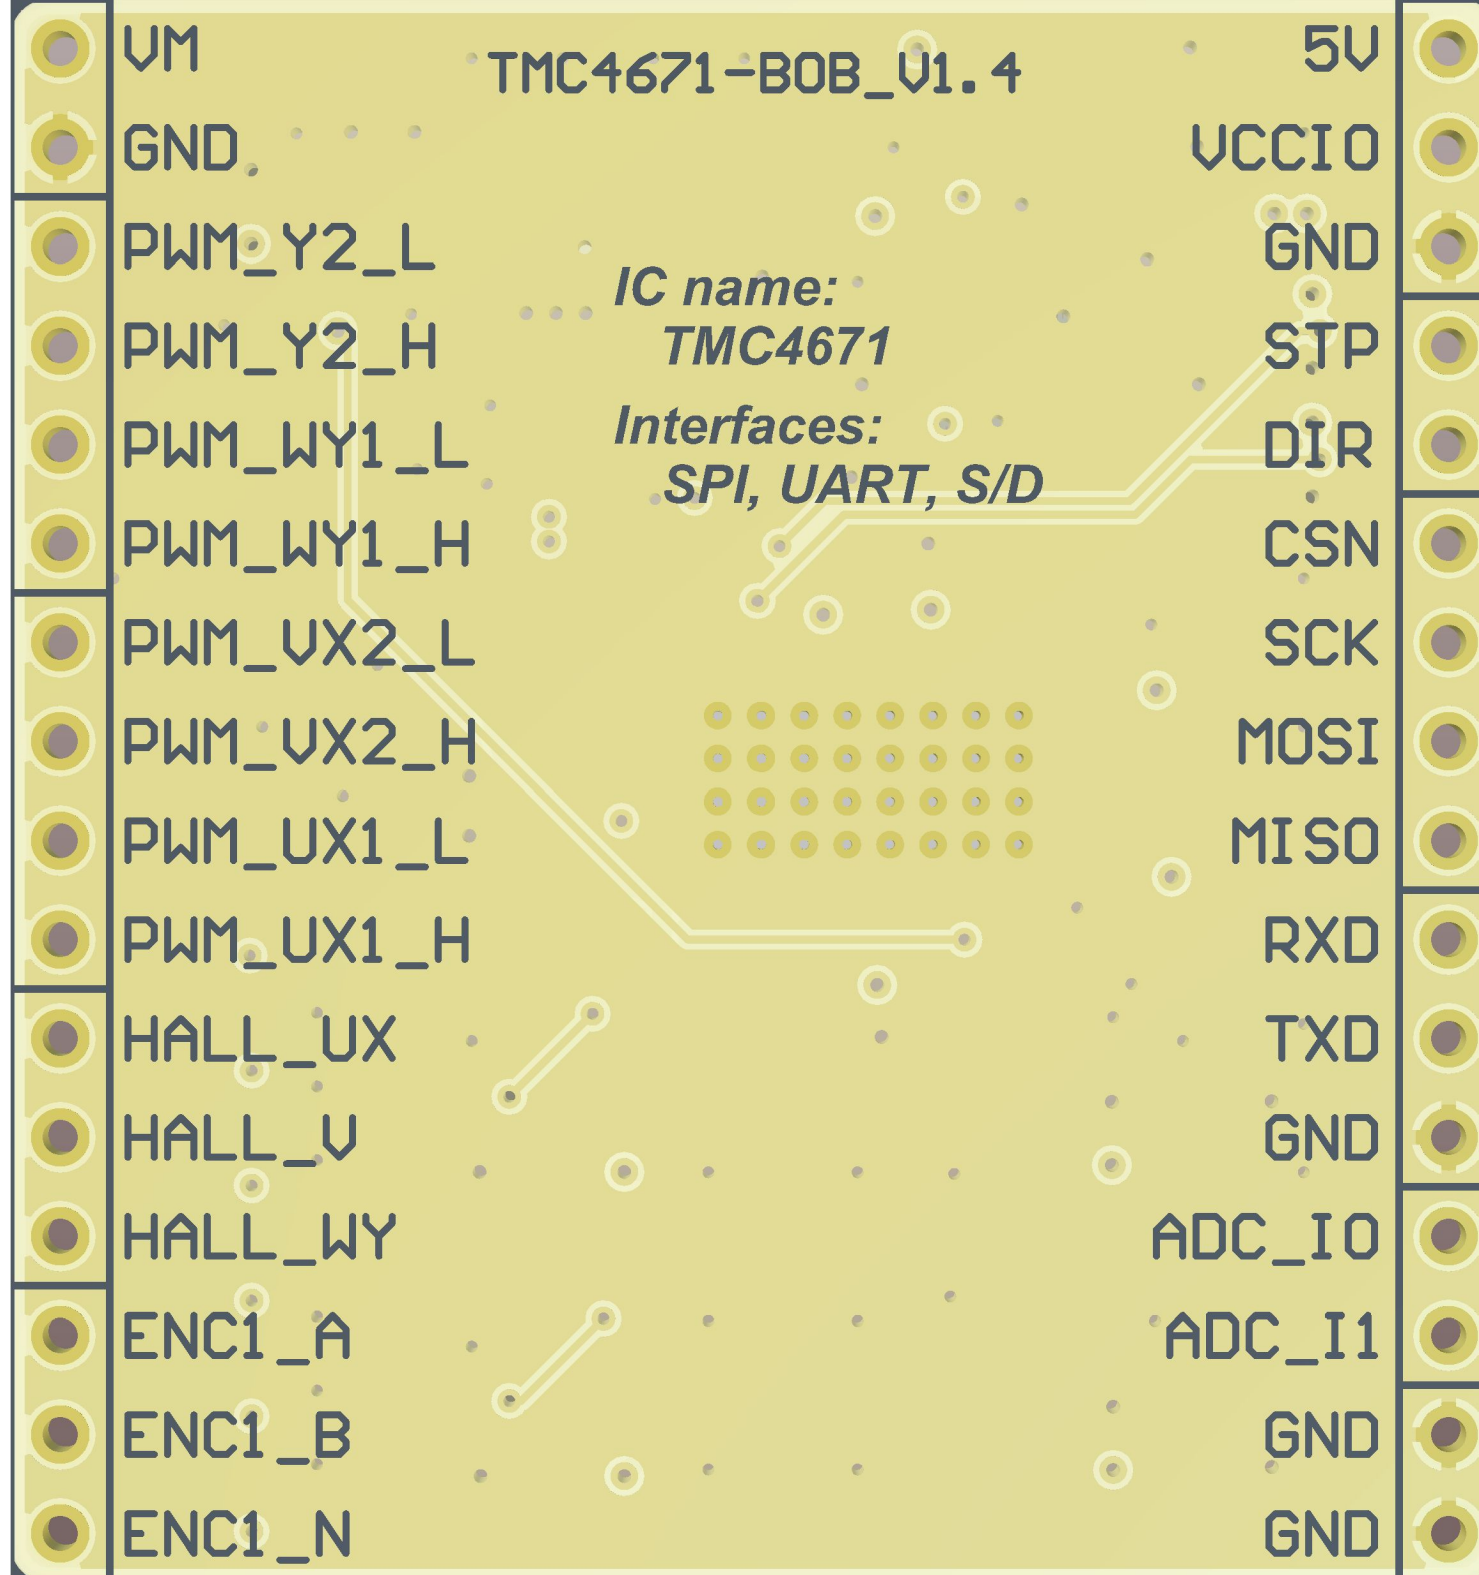 VM
TMC4671-BOB_V1.4
5V
GND
VCCIO
PWM_Y2_L
GND
IC name:
TMC4671
PWM_Y2_H
STP
Interfaces:
SPI, UART, S/D
PWM_WY1_L
DIR
PWM_WY1_H
CSN
PWM_VX2_L
SCK
PWM_VX2_H
MOSI
PWM_UX1_L
MISO
PWM_UX1_H
RXD
HALL_UX
TXD
HALL_V
GND
HALL_WY
ADC_I0
ENC1_A
ADC_I1
ENC1_B
GND
ENC1_N
GND